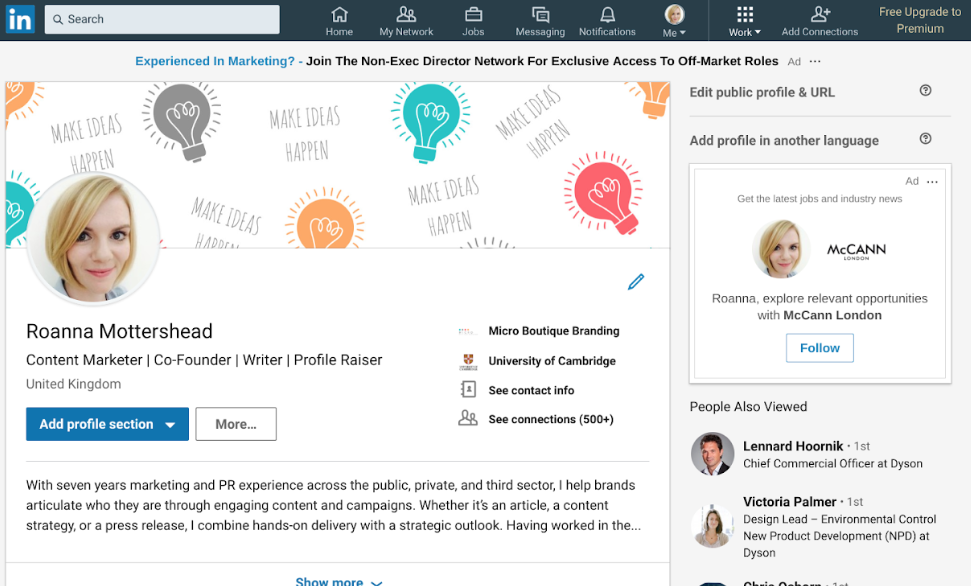 in
Search
Home
My Network
Jobs
Messaging
Notifications
Me
Work
Add Connections
Free Upgrade to
Premium
Experienced In Marketing? - Join The Non-Exec Director Network For Exclusive Access To Off-Market Roles Ad ...
MAKE IDEAS
HAPPEN
MAKE IDEAS
HAPPEN
MAKE IDEAS
HAPPEN
MAKE IDEAS
HAPPEN
MAKE IDEAS
HAPPEN
Roanna Mottershead
Content Marketer | Co-Founder | Writer | Profile Raiser
United Kingdom
Add profile section
More...
Micro Boutique Branding
University of Cambridge
See contact info
See connections (500+)
With seven years marketing and PR experience across the public, private, and third sector, I help brands
articulate who they are through engaging content and campaigns. Whether it's an article, a content
strategy, or a press release, I combine hands-on delivery with a strategic outlook. Having worked in the...
Show more
Edit public profile & URL
Add profile in another language
Ad ...
Get the latest jobs and industry news
McCANN
LONDON
Roanna, explore relevant opportunities
with McCann London
Follow
People Also Viewed
Lennard Hoornik · 1st
Chief Commercial Officer at Dyson
Victoria Palmer · 1st
Design Lead – Environmental Control
New Product Development (NPD) at
Dyson
Chris Osborn · 1st